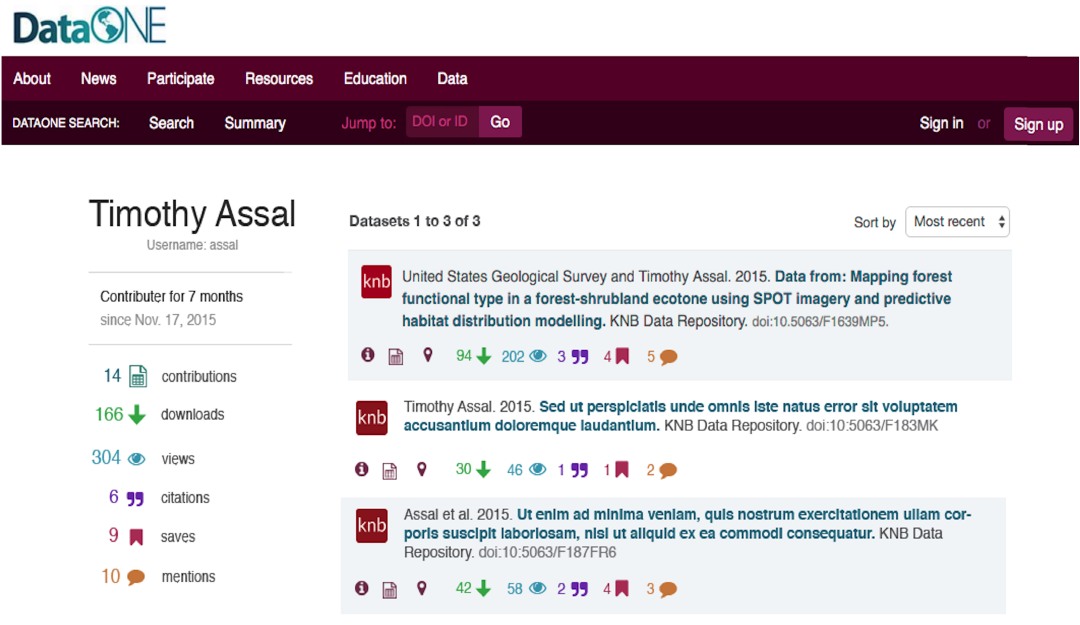 DataONE
About News Participate Resources Education Data
DATAONE SEARCH: Search Summary Jump to: DOI or ID Go Sign in or Sign up
Timothy Assal
Username: assal
Contributer for 7 months
since Nov. 17, 2015
14 contributions
166 downloads
304 views
6 citations
9 saves
10 mentions
Datasets 1 to 3 of 3
Sort by Most recent
knb
United States Geological Survey and Timothy Assal. 2015. Data from: Mapping forest
functional type in a forest-shrubland ecotone using SPOT imagery and predictive
habitat distribution modelling. KNB Data Repository. doi:10.5063/F1639MP5.
94 202 3 4 5
knb
Timothy Assal. 2015. Sed ut perspiciatis unde omnis iste natus error sit voluptatem
accusantium doloremque laudantium. KNB Data Repository. doi:10:5063/F183MK
30 46 1 1 2
knb
Assal et al. 2015. Ut enim ad minima veniam, quis nostrum exercitationem ullam cor-
poris suscipit laboriosam, nisi ut aliquid ex ea commodi consequatur. KNB Data
Repository. doi:10:5063/F187FR6
42 58 2 4 3